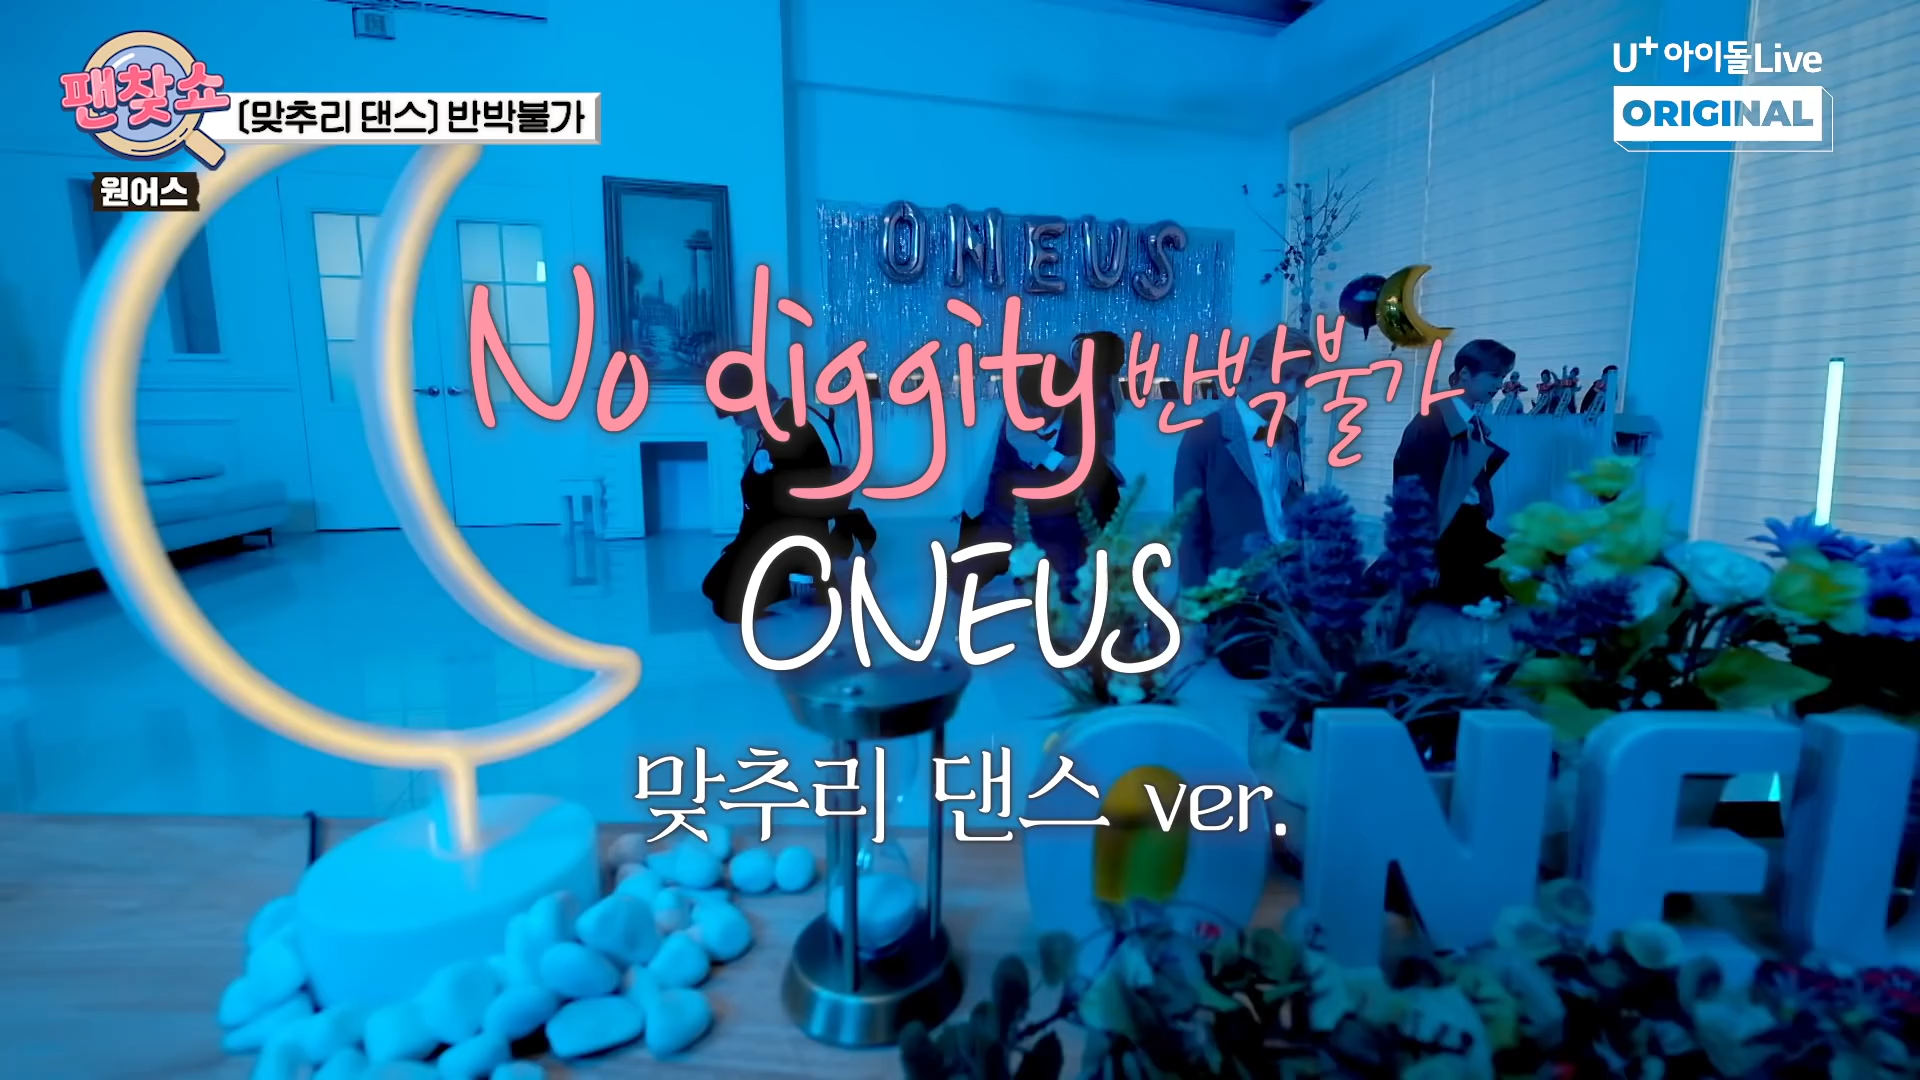 팬찾쇼
[맞추리 댄스] 반박불가
원어스
U+아이돌Live
ORIGINAL
ONEUS
No diggity 반박불가
ONEUS
맞추리 댄스 ver.
ONEU